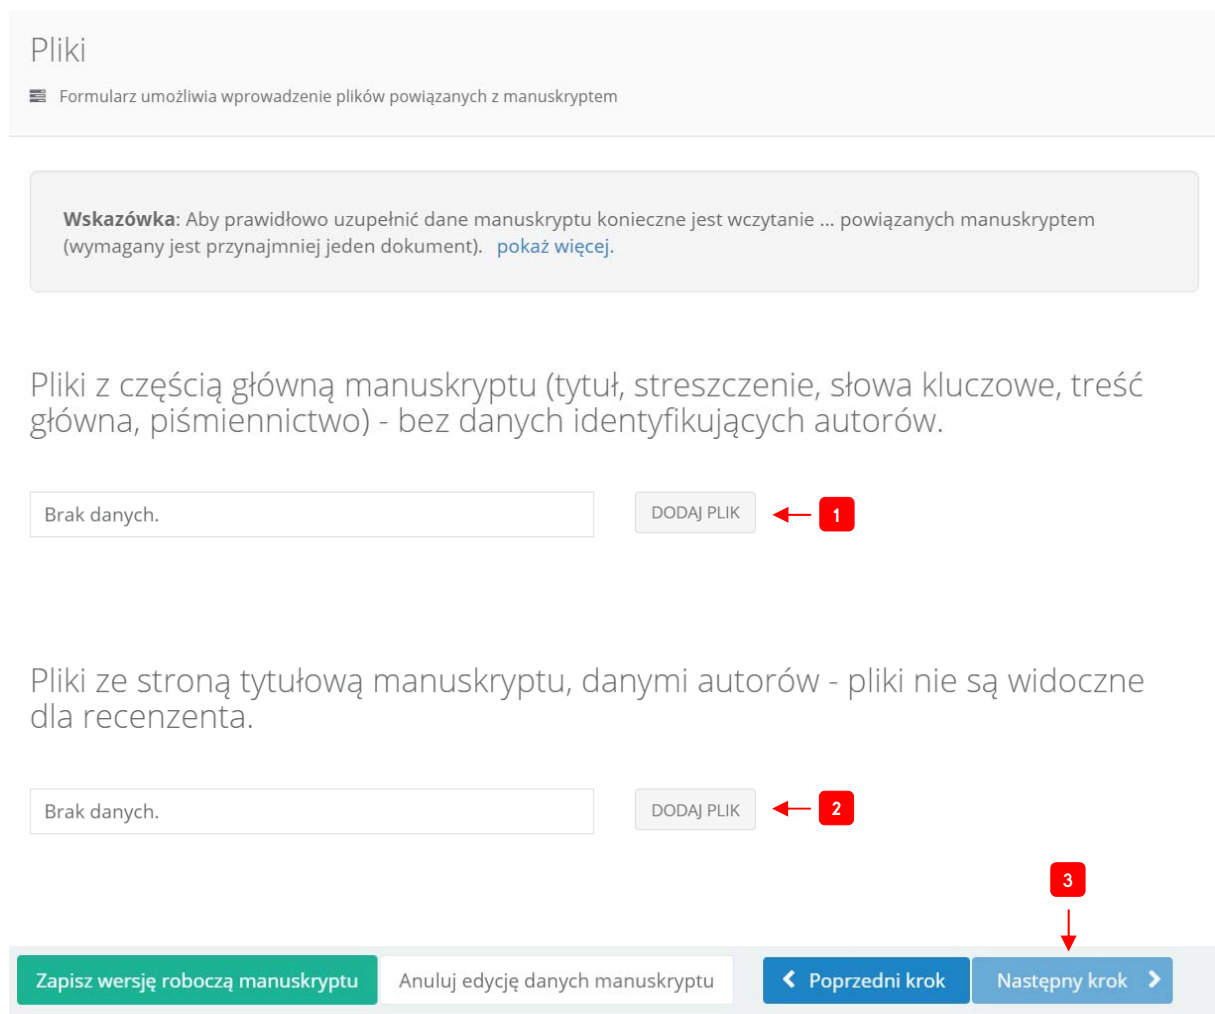 Pliki
Formularz umożliwia wprowadzenie plików powiązanych z manuskryptem
Wskazówka: Aby prawidłowo uzupełnić dane manuskryptu konieczne jest wczytanie ... powiązanych manuskryptem
(wymagany jest przynajmniej jeden dokument). pokaż więcej.
Pliki z częścią główną manuskryptu (tytuł, streszczenie, słowa kluczowe, treść
główna, piśmiennictwo) - bez danych identyfikujących autorów.
Brak danych. DODAJ PLIK 1
Pliki ze stroną tytułową manuskryptu, danymi autorów - pliki nie są widoczne
dla recenzenta.
Brak danych. DODAJ PLIK 2
3
Zapisz wersję roboczą manuskryptu Anuluj edycję danych manuskryptu Poprzedni krok Następny krok